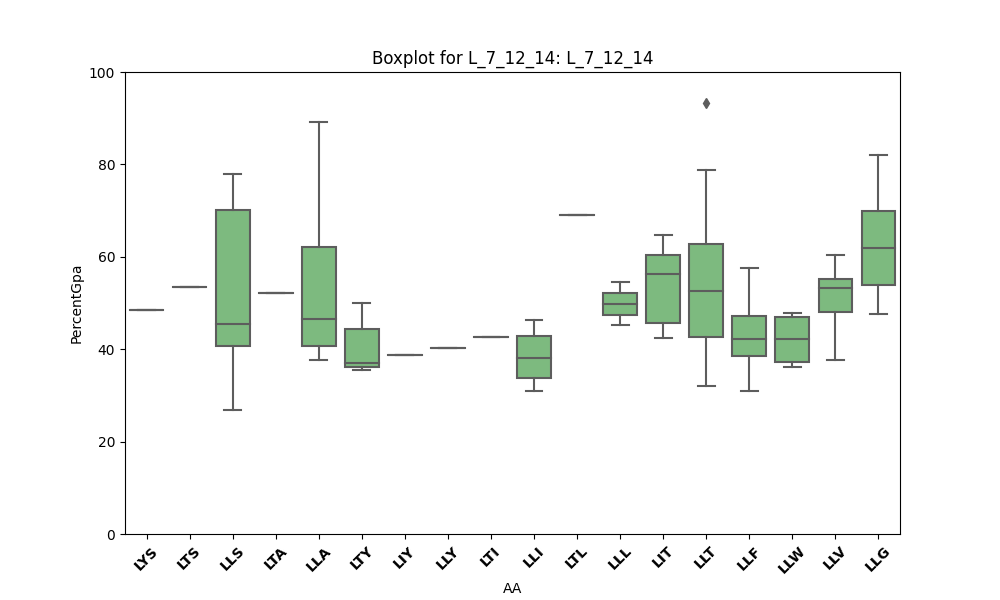 Boxplot for L_7_12_14: L_7_12_14
100
80
60
40
20
0
PercentGpa
LYS LTS LLS LTA LLA LTY LIY LLY LTI LLI LTL LLL LIT LLT LLF LLW LLV LLG
AA